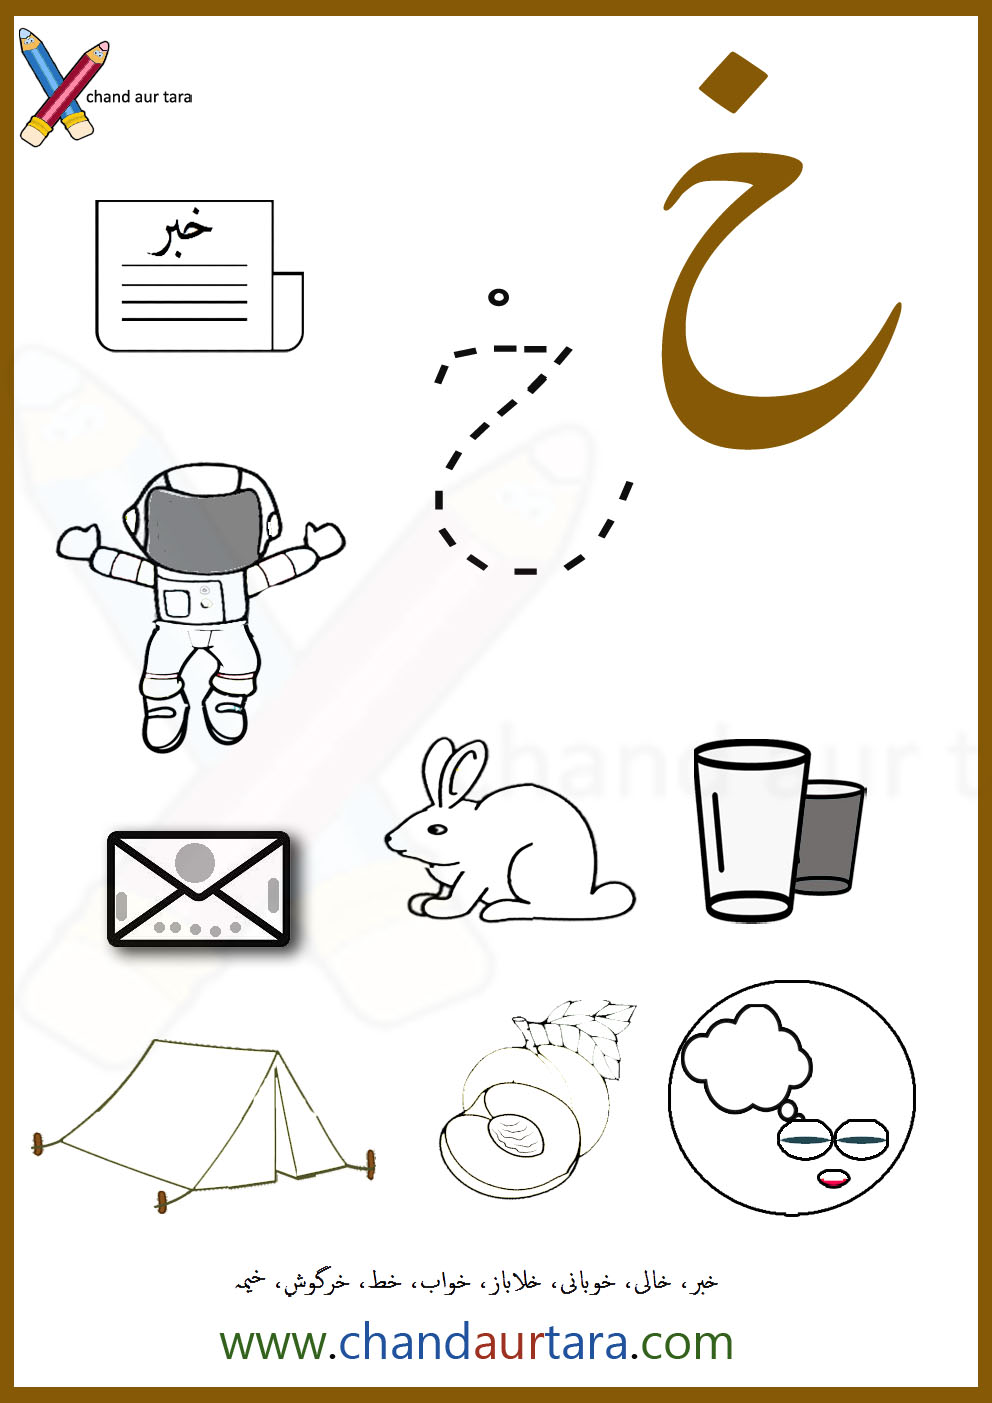 chand aur tara
خ
خبر
خ
chand aur t
خبر، خالی، خوبانی، خلاباز، خواب، خط، خرگوش، خیمہ
www.chandaurtara.com